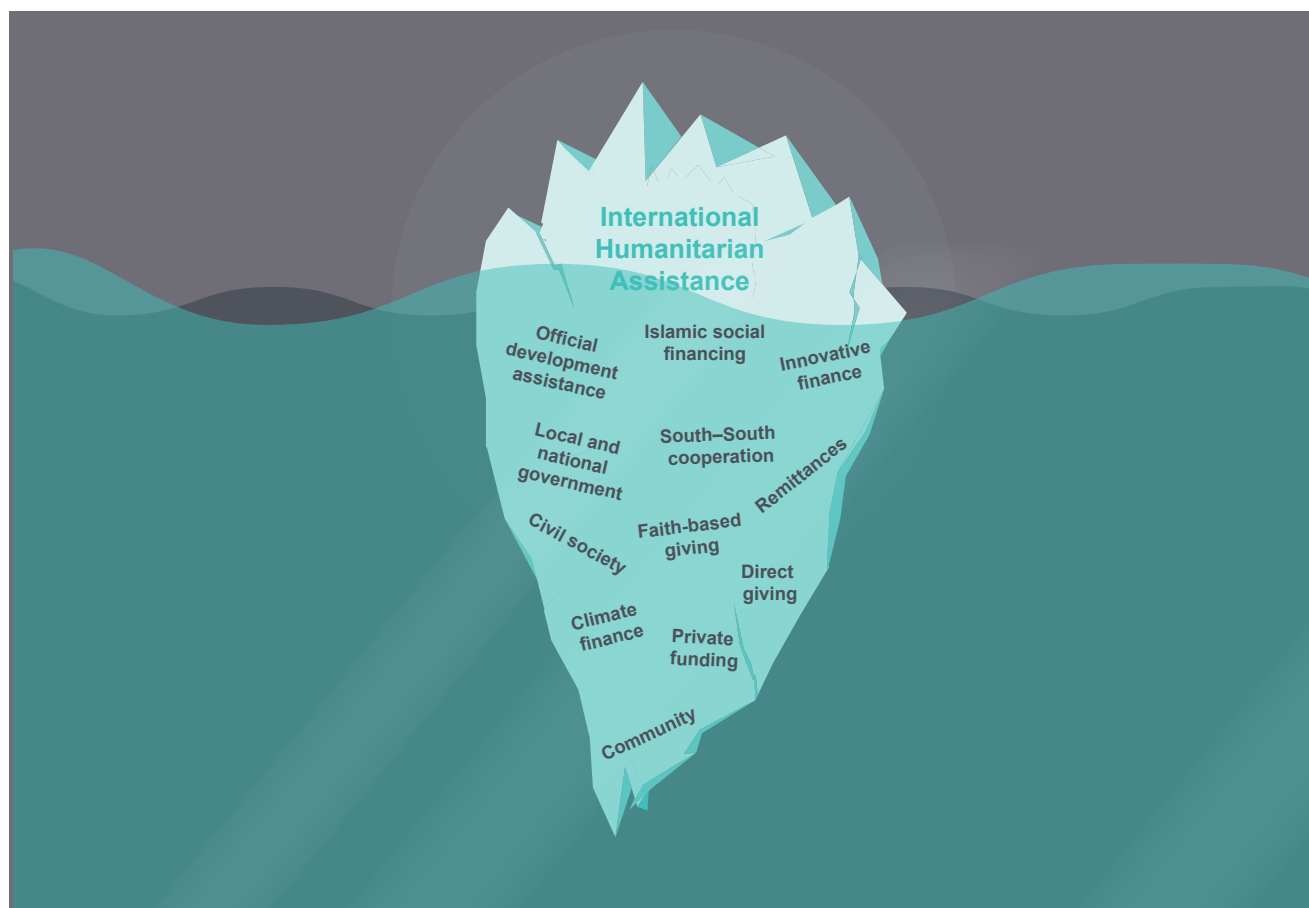 International
Humanitarian
Assistance
Official
development
assistance
Islamic social
financing
Innovative
finance
Local and
national
government
South–South
cooperation
Remittances
Civil society
Faith-based
giving
Direct
giving
Climate
finance
Private
funding
Community